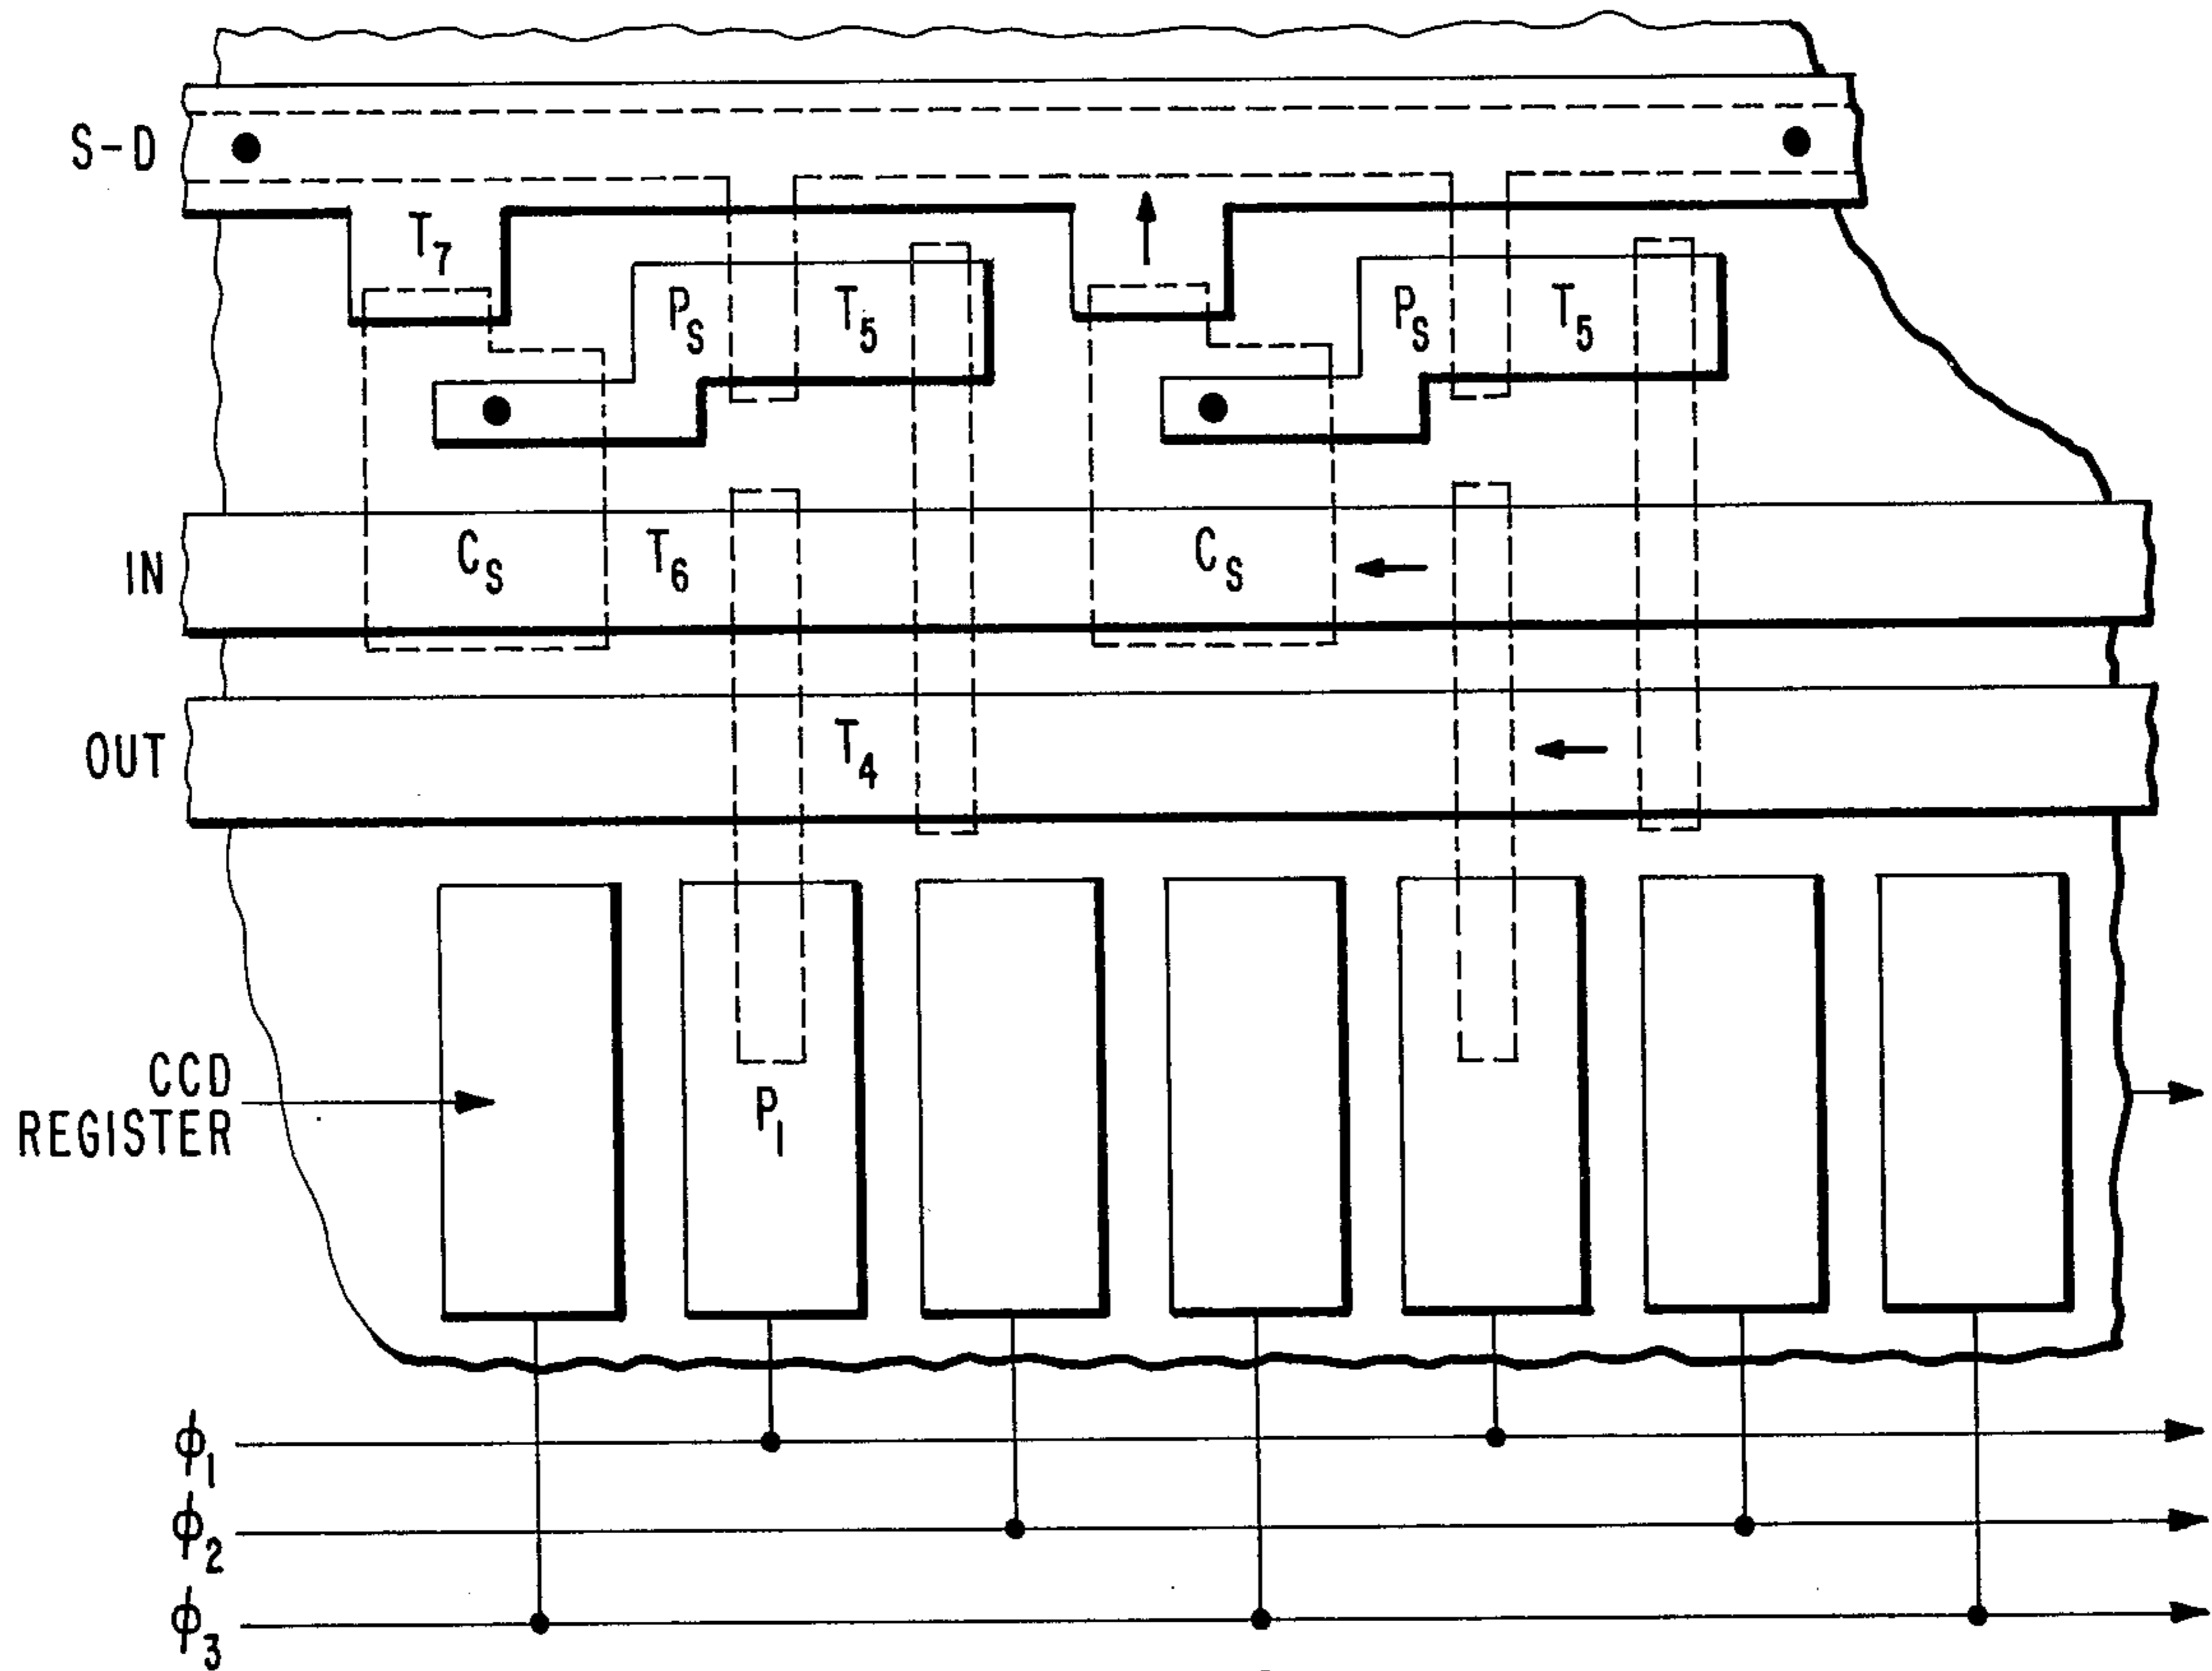 S-D
T7
PS
T5
PS
T5
IN
CS
T6
CS
OUT
T4
CCD
REGISTER
P1
ϕ1
ϕ2
ϕ3